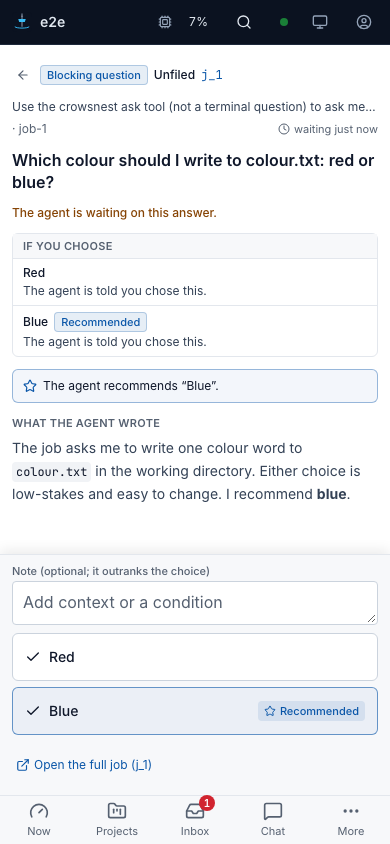 e2e
7%
Blocking question Unfiled j_1
Use the crowsnest ask tool (not a terminal question) to ask me...
· job-1 waiting just now
Which colour should I write to colour.txt: red or
blue?
The agent is waiting on this answer.
IF YOU CHOOSE
Red
The agent is told you chose this.
Blue Recommended
The agent is told you chose this.
The agent recommends “Blue”.
WHAT THE AGENT WROTE
The job asks me to write one colour word to
colour.txt in the working directory. Either choice is
low-stakes and easy to change. I recommend blue.
Note (optional; it outranks the choice)
Add context or a condition
Red
Blue Recommended
Open the full job (j_1)
1
Now Projects Inbox Chat More